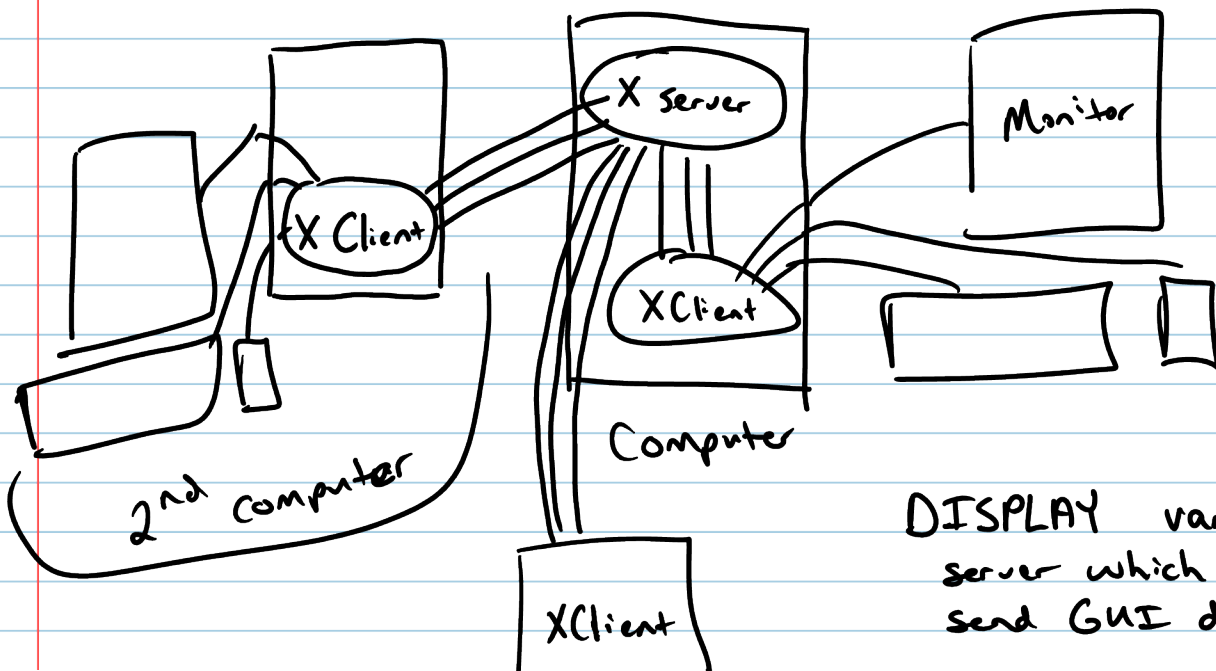 X server
Monitor
X Client
XClient
Computer
2nd computer
DISPLAY
server which
send GUI
XClient